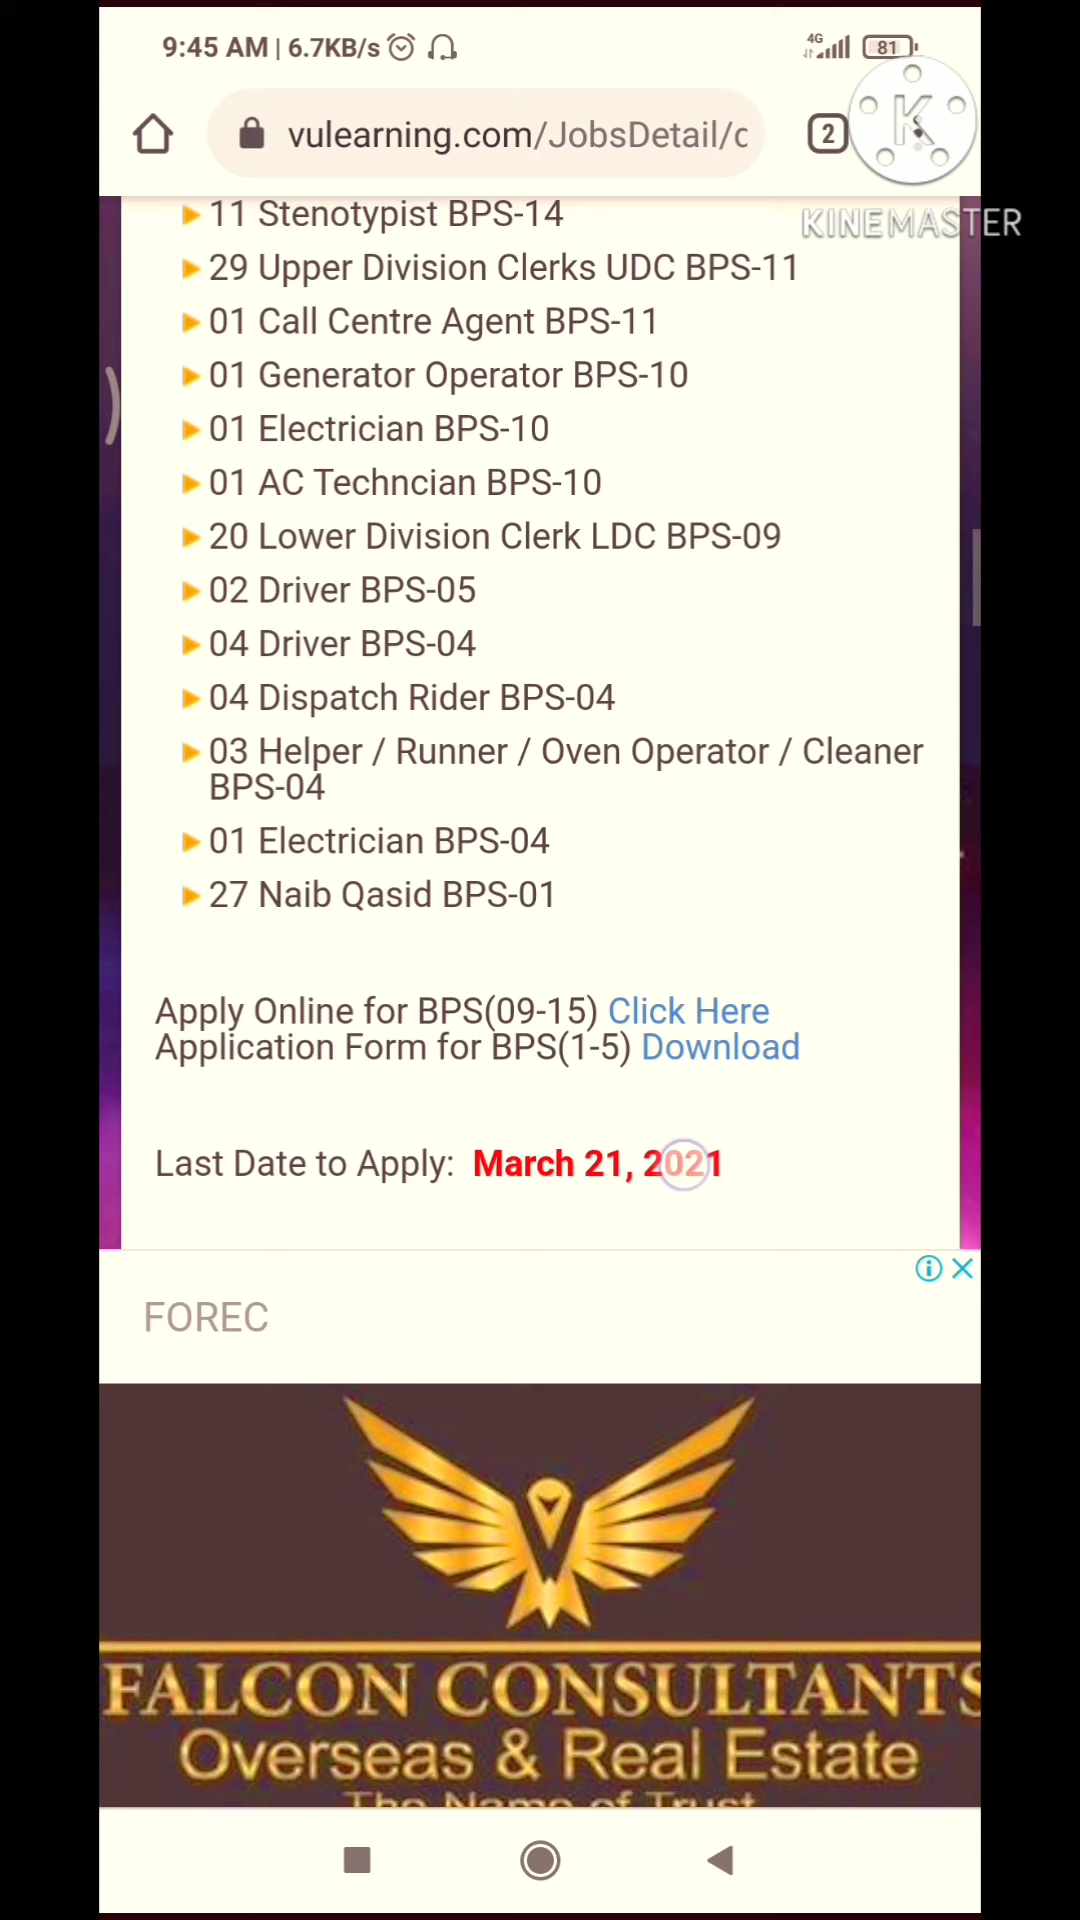 9:45 AM | 6.7KB/s 4G 81
vulearning.com/JobsDetail/c 2 K
KINEMASTER
11 Stenotypist BPS-14
29 Upper Division Clerks UDC BPS-11
01 Call Centre Agent BPS-11
01 Generator Operator BPS-10
01 Electrician BPS-10
01 AC Techncian BPS-10
20 Lower Division Clerk LDC BPS-09
02 Driver BPS-05
04 Driver BPS-04
04 Dispatch Rider BPS-04
03 Helper / Runner / Oven Operator / Cleaner
BPS-04
01 Electrician BPS-04
27 Naib Qasid BPS-01
Apply Online for BPS(09-15) Click Here
Application Form for BPS(1-5) Download
Last Date to Apply: March 21, 2021
FOREC
FALCON CONSULTANTS
Overseas & Real Estate
The Name of Trust